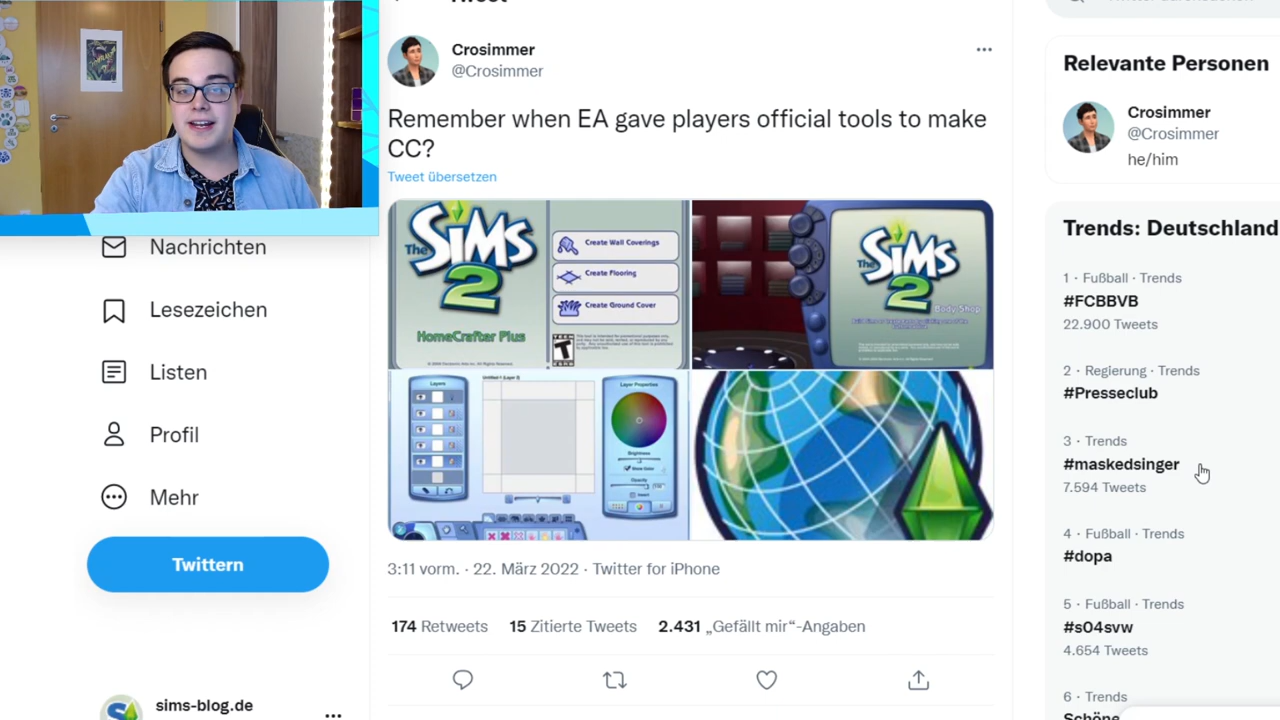 Tweet
Crosimmer
@Crosimmer
Remember when EA gave players official tools to make
CC?
Tweet übersetzen
The SIMS 2
HomeCrafter Plus
Create Wall Coverings
Create Flooring
Create Ground Cover
The SIMS 2
Body Shop
Layers
Layer Properties
Brightness
Opacity
3:11 vorm. · 22. März 2022 · Twitter for iPhone
174 Retweets 15 Zitierte Tweets 2.431 „Gefällt mir“-Angaben
Nachrichten
Lesezeichen
Listen
Profil
Mehr
Twittern
sims-blog.de
Relevante Personen
Crosimmer
@Crosimmer
he/him
Trends: Deutschland
1 · Fußball · Trends
#FCBBVB
22.900 Tweets
2 · Regierung · Trends
#Presseclub
3 · Trends
#maskedsinger
7.594 Tweets
4 · Fußball · Trends
#dopa
5 · Fußball · Trends
#s04svw
4.654 Tweets
6 · Trends
Schöne